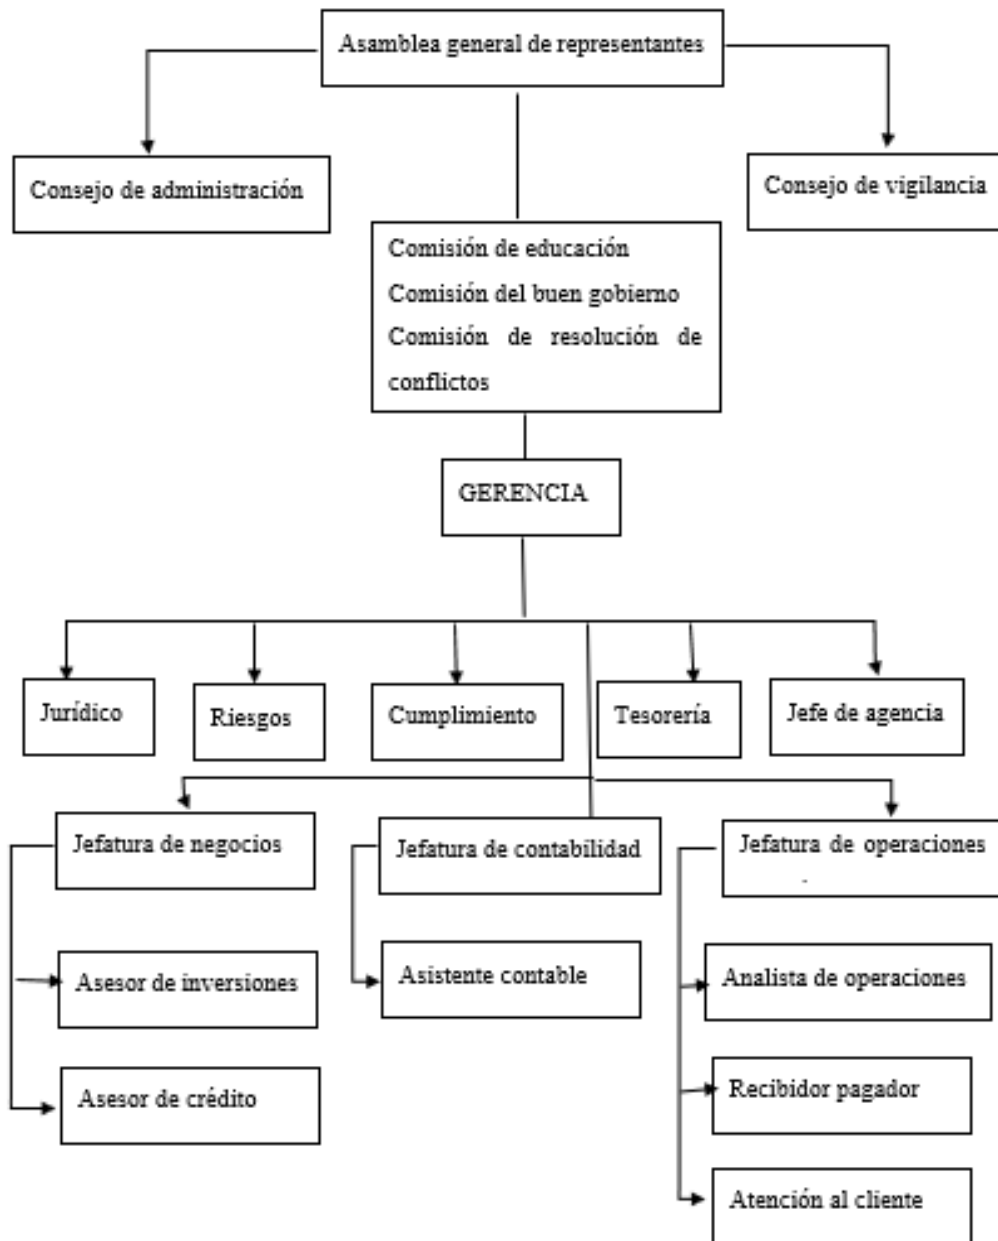 Asamblea general de representantes
Consejo de administración
Consejo de vigilancia
Comisión de educación
Comisión del buen gobierno
Comisión de resolución de
conflictos
GERENCIA
Jurídico
Riesgos
Cumplimiento
Tesorería
Jefe de agencia
Jefatura de negocios
Jefatura de contabilidad
Jefatura de operaciones
Asesor de inversiones
Asistente contable
Analista de operaciones
Asesor de crédito
Recibidor pagador
Atención al cliente